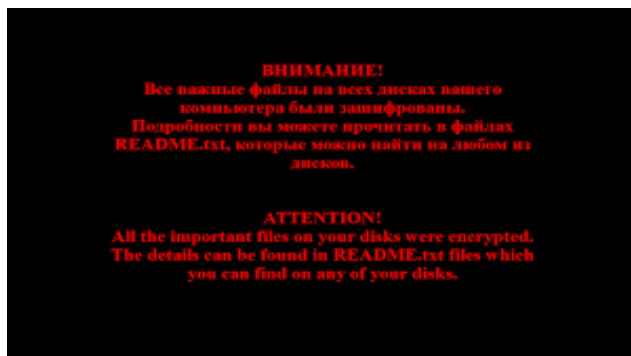 ВНИМАНИЕ!
Все важные файлы на всех дисках вашего
компьютера были зашифрованы.
Подробности вы можете прочитать в файлах
README.txt, которые можно найти на любом из
дисков.
ATTENTION!
All the important files on your disks were encrypted.
The details can be found in README.txt files which
you can find on any of your disks.